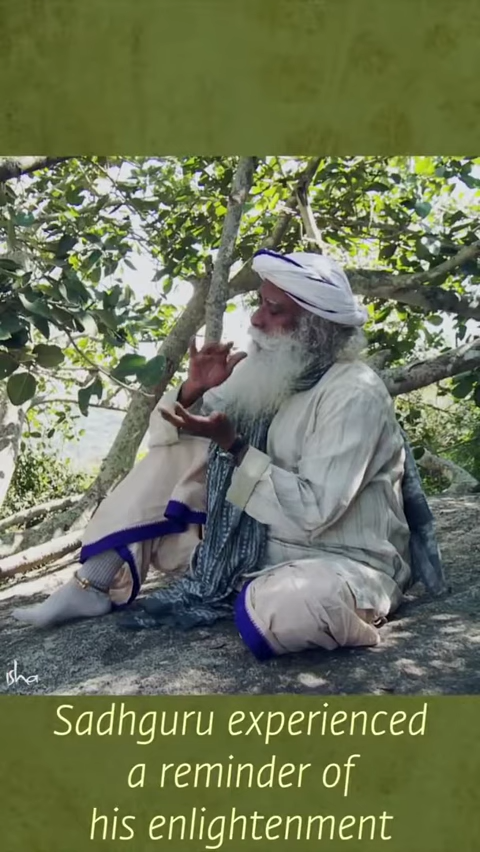 isha
Sadhguru experienced
a reminder of
his enlightenment